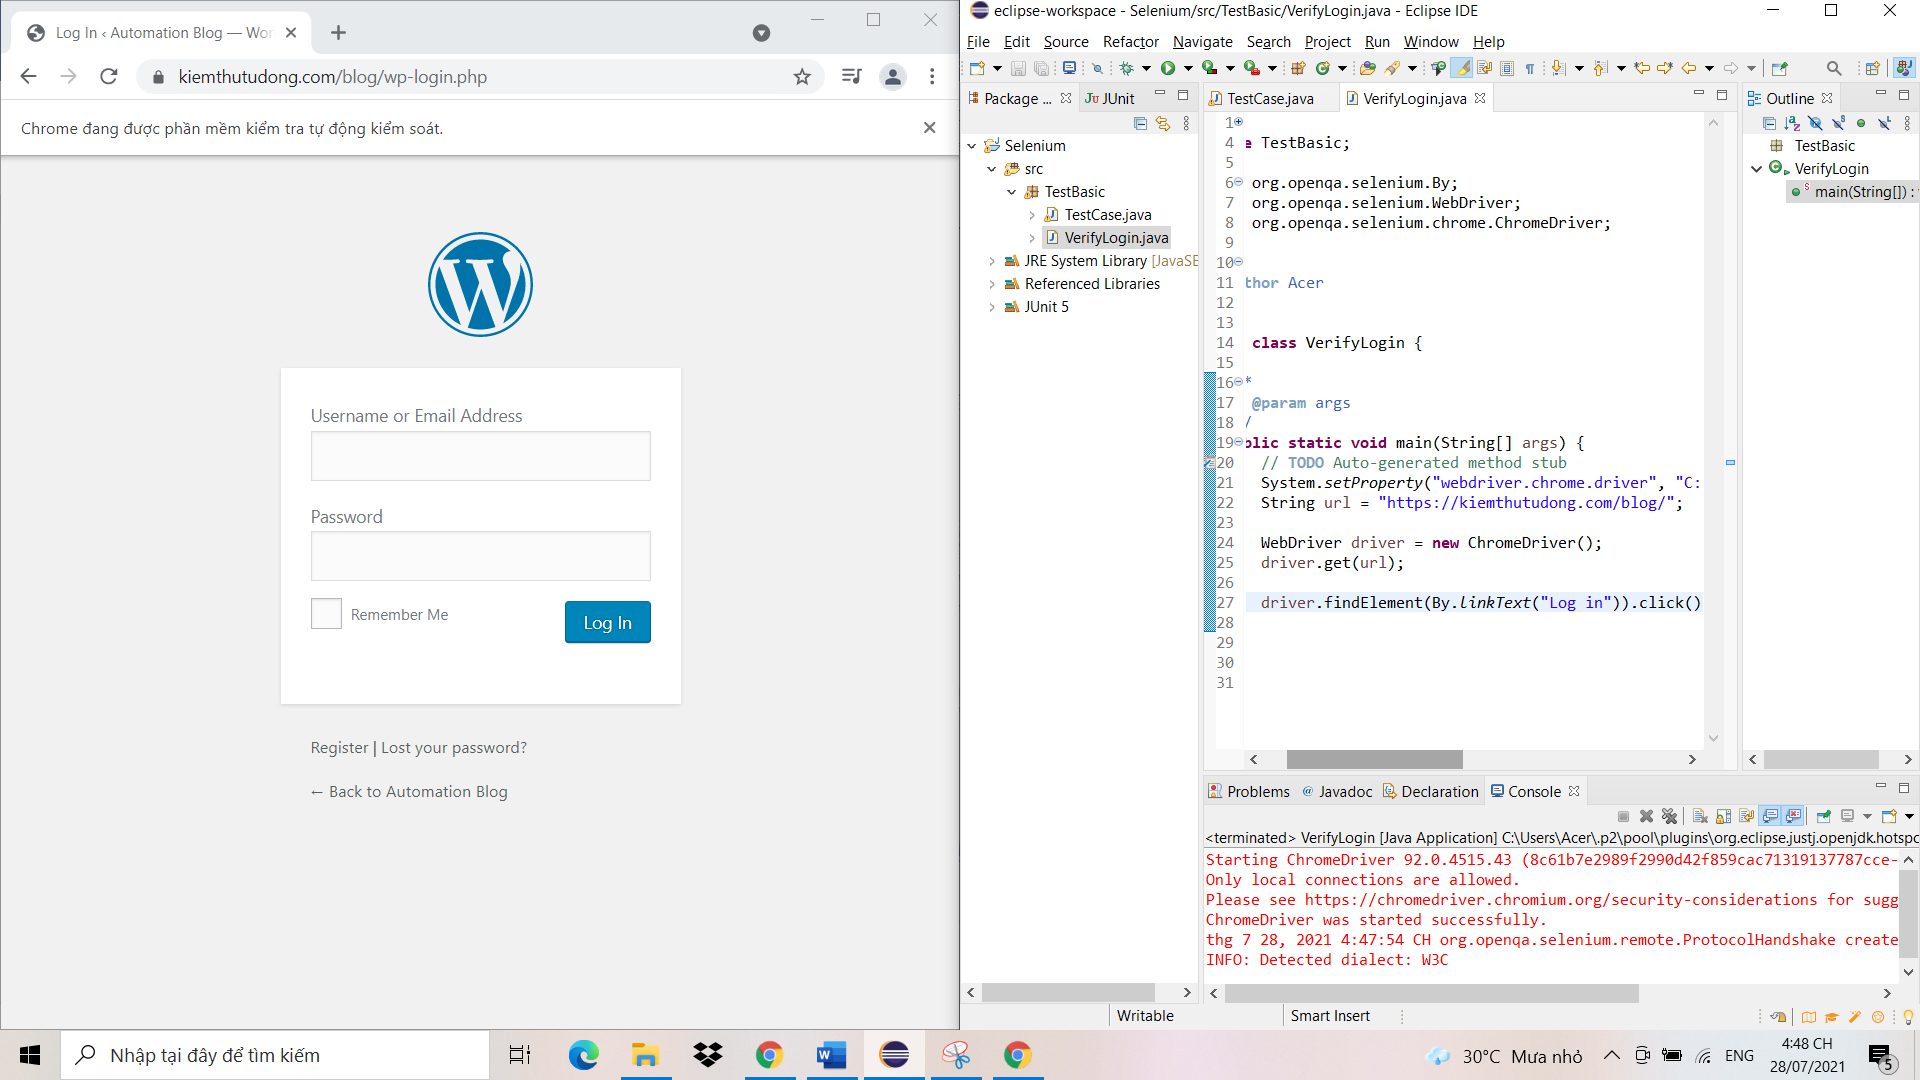 Log In ‹ Automation Blog — Wor
kiemthutudong.com/blog/wp-login.php
Chrome đang được phần mềm kiểm tra tự động kiểm soát.
Username or Email Address
Password
Remember Me
Log In
Register | Lost your password?
← Back to Automation Blog
eclipse-workspace - Selenium/src/TestBasic/VerifyLogin.java - Eclipse IDE
File Edit Source Refactor Navigate Search Project Run Window Help
Package ...
JUnit
Selenium
src
TestBasic
TestCase.java
VerifyLogin.java
JRE System Library [JavaSE
Referenced Libraries
JUnit 5
TestCase.java
VerifyLogin.java
1
4 e TestBasic;
5
6 org.openqa.selenium.By;
7 org.openqa.selenium.WebDriver;
8 org.openqa.selenium.chrome.ChromeDriver;
9
10
11 thor Acer
12
13
14 class VerifyLogin {
15
16 *
17 @param args
18 /
19 blic static void main(String[] args) {
20 // TODO Auto-generated method stub
21 System.setProperty("webdriver.chrome.driver", "C:
22 String url = "https://kiemthutudong.com/blog/";
23
24 WebDriver driver = new ChromeDriver();
25 driver.get(url);
26
27 driver.findElement(By.linkText("Log in")).click()
28
29
30
31
Outline
TestBasic
VerifyLogin
main(String[]) :
Problems
@ Javadoc
Declaration
Console
<terminated> VerifyLogin [Java Application] C:\Users\Acer\.p2\pool\plugins\org.eclipse.justj.openjdk.hotspo
Starting ChromeDriver 92.0.4515.43 (8c61b7e2989f2990d42f859cac71319137787cce-
Only local connections are allowed.
Please see https://chromedriver.chromium.org/security-considerations for sugg
ChromeDriver was started successfully.
thg 7 28, 2021 4:47:54 CH org.openqa.selenium.remote.ProtocolHandshake create
INFO: Detected dialect: W3C
Writable
Smart Insert
Nhập tại đây để tìm kiếm
30°C Mưa nhỏ
ENG
4:48 CH
28/07/2021
5